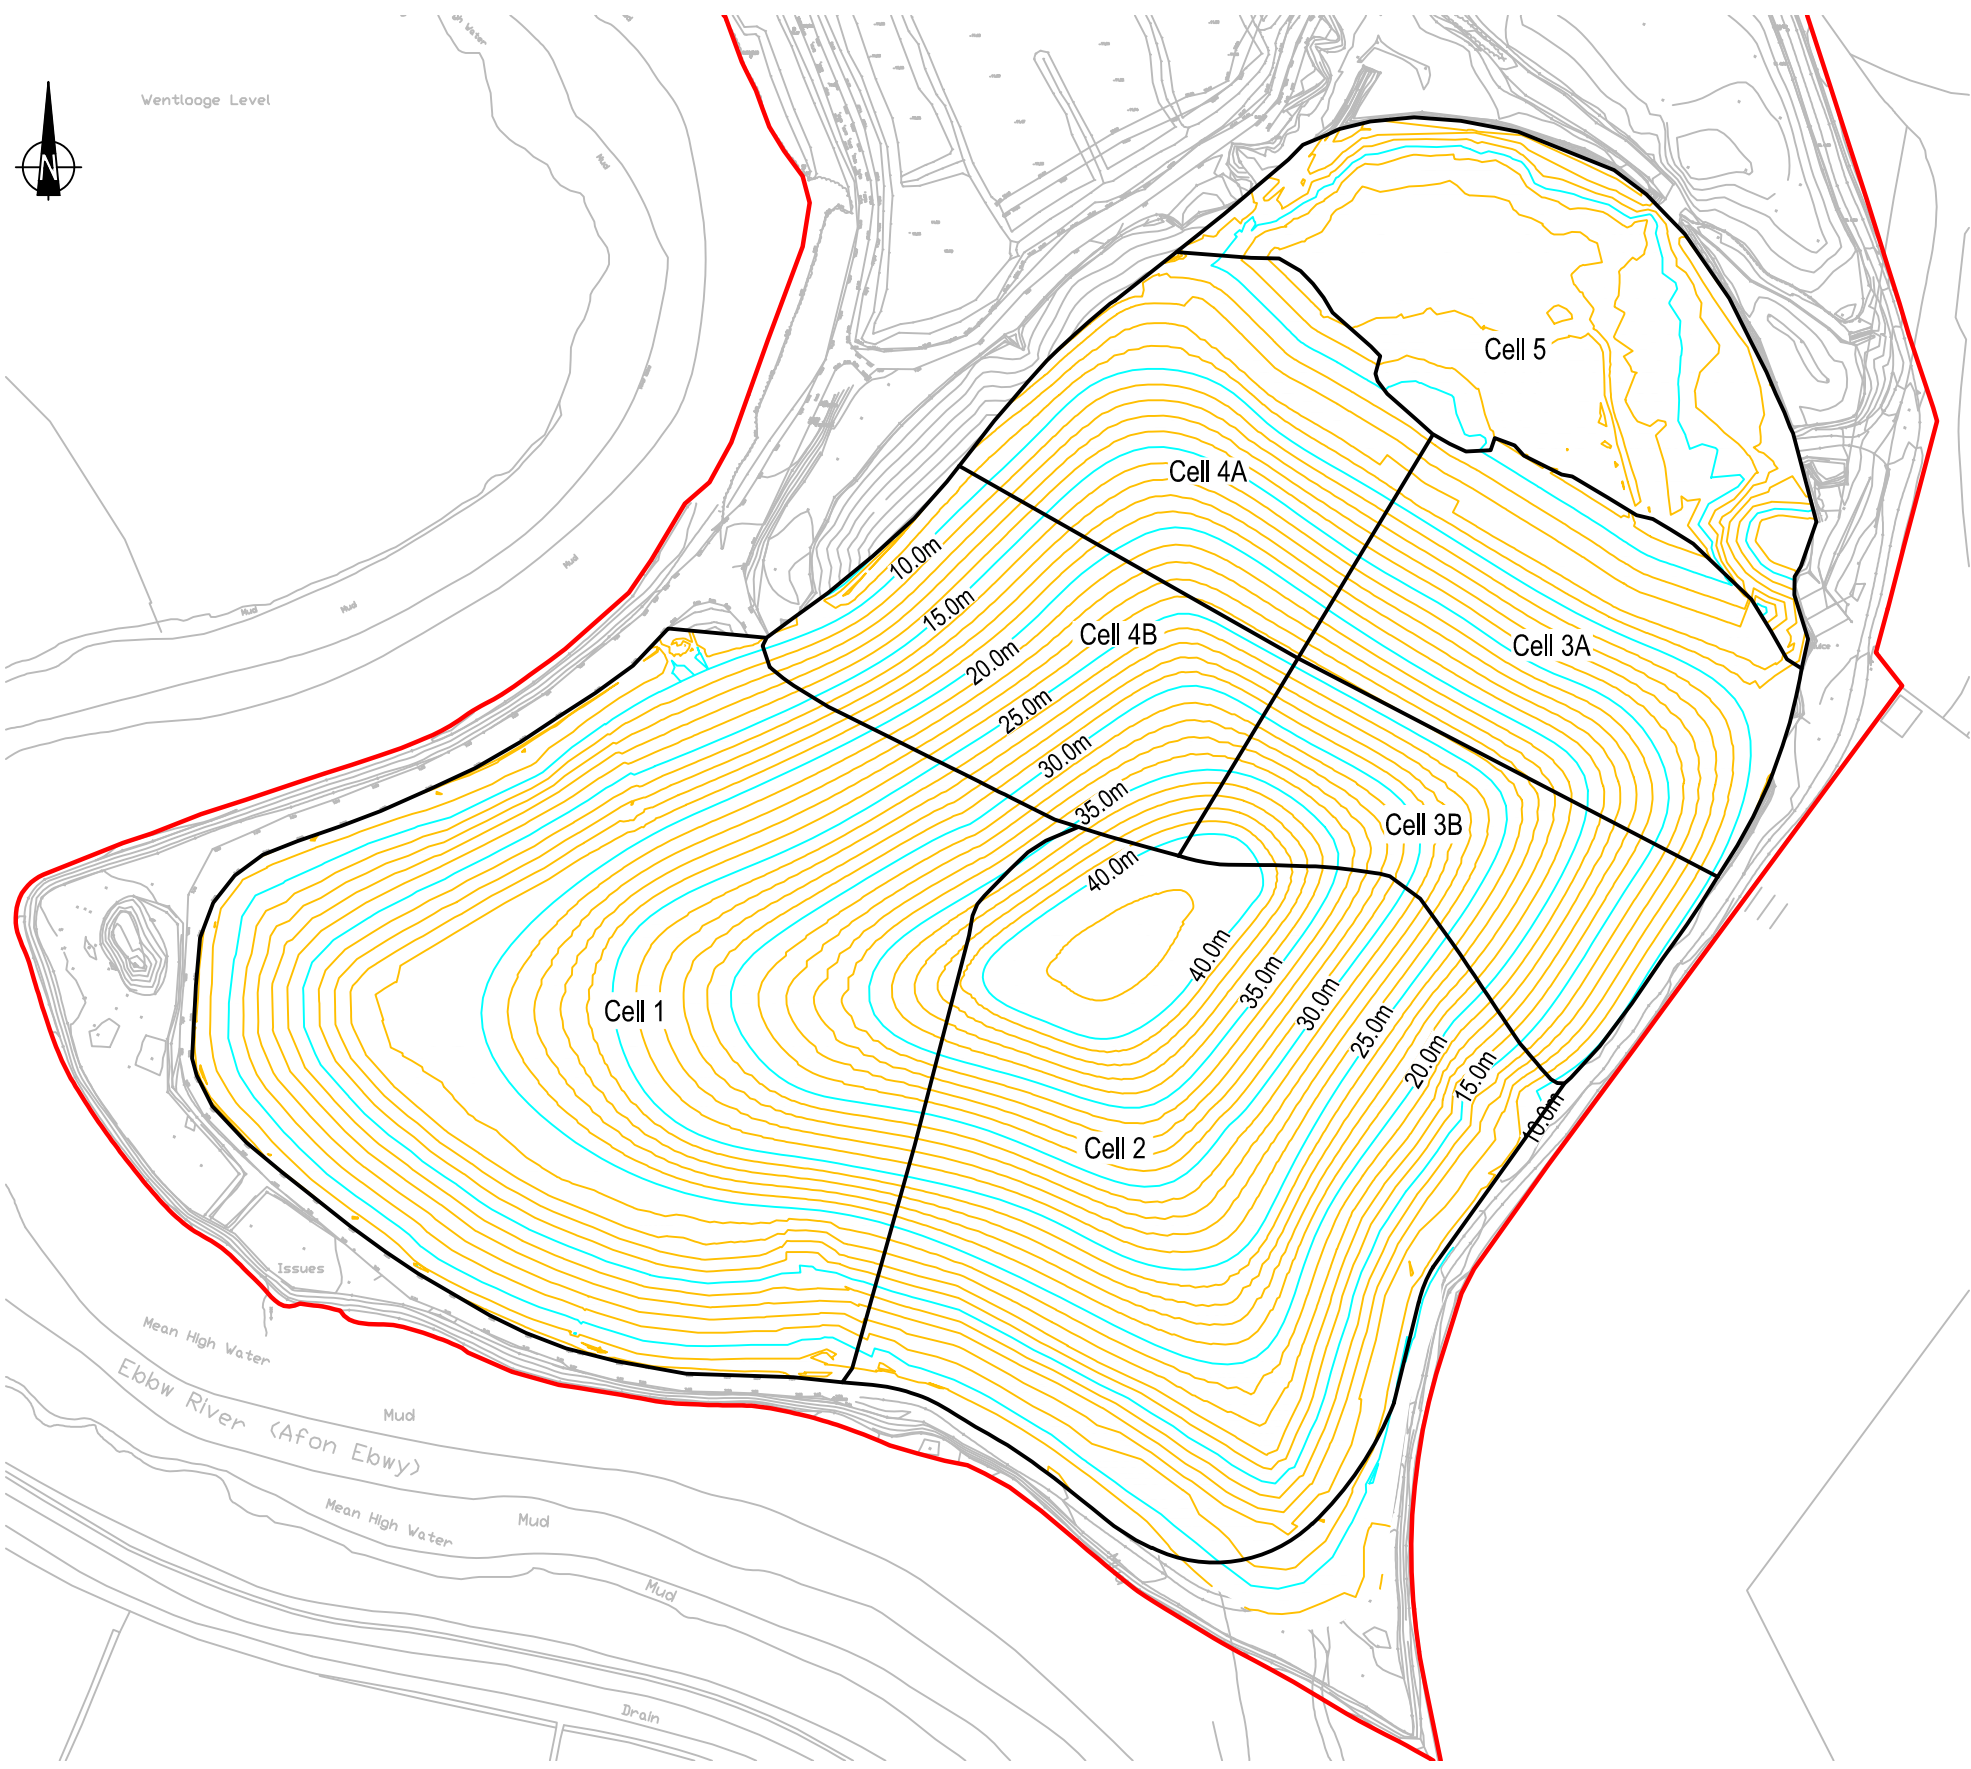 Water
Wentlooge Level
Mud
N
Cell 5
Cell 4A
10.0m
Mud
15.0m
Mud
Mud
Cell 4B
Cell 3A
20.0m
25.0m
30.0m
35.0m
Cell 3B
40.0m
40.0m
35.0m
Cell 1
30.0m
25.0m
20.0m
15.0m
10.0m
Cell 2
Issues
Mean High Water
Ebbw River (Afon Ebwy)
Mud
Mean High Water
Mud
Mud
Drain